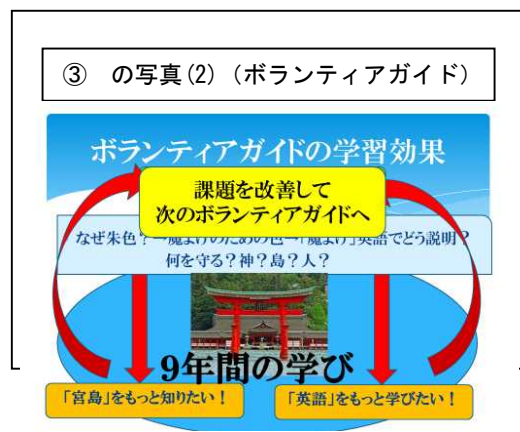 ③ の写真(2)（ボランティアガイド）
ボランティアガイドの学習効果
課題を改善して
次のボランティアガイドへ
なぜ朱色？→魔よけのための色→「魔よけ」英語でどう説明？
何を守る？神？島？人？
9年間の学び
「宮島」をもっと知りたい！
「英語」をもっと学びたい！